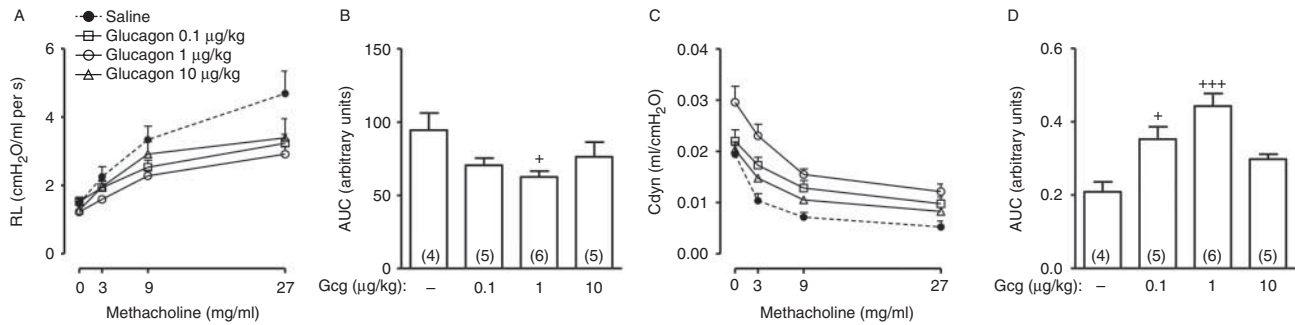 A
Saline
Glucagon 0.1 μg/kg
Glucagon 1 μg/kg
Glucagon 10 μg/kg
RL (cmH2O/ml per s)
6
4
2
0
0 3 9 27
Methacholine (mg/ml)
B
AUC (arbitrary units)
150
100
50
0
+
(4) (5) (6) (5)
Gcg (μg/kg): – 0.1 1 10
C
Cdyn (ml/cmH2O)
0.04
0.03
0.02
0.01
0.00
0 3 9 27
Methacholine (mg/ml)
D
AUC (arbitrary units)
0.6
0.4
0.2
0.0
+
+++
(4) (5) (6) (5)
Gcg (μg/kg): – 0.1 1 10